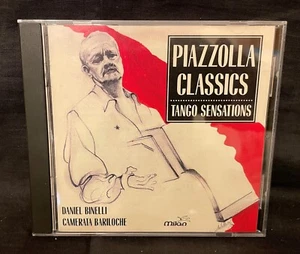 PIAZZOLLA
CLASSICS
TANGO SENSATIONS
DANIEL BINELLI
CAMERATA BARILOCHE
Milan